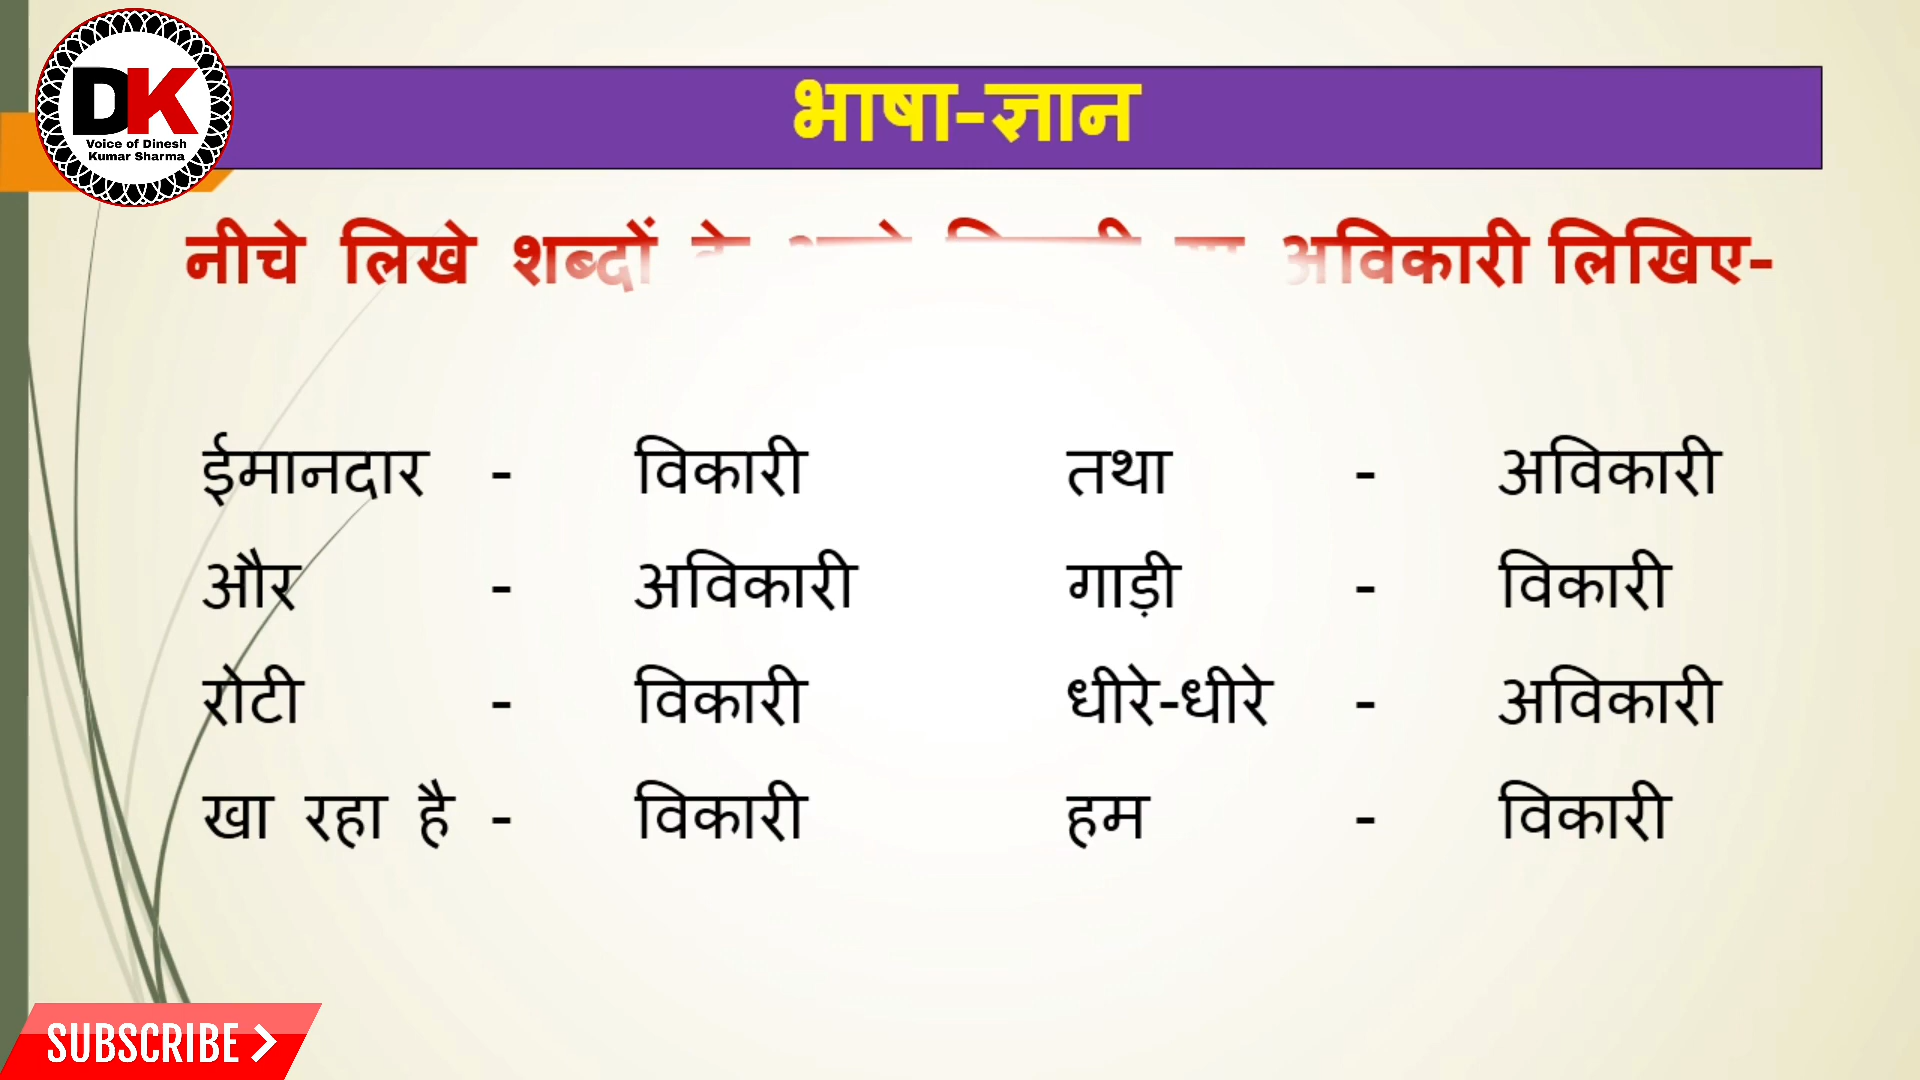 DK
Voice of Dinesh
Kumar Sharma
भाषा-ज्ञान
नीचे लिखे शब्दों अविकारी लिखिए-
ईमानदार - विकारी तथा - अविकारी
और - अविकारी गाड़ी - विकारी
रोटी - विकारी धीरे-धीरे - अविकारी
खा रहा है - विकारी हम - विकारी
SUBSCRIBE